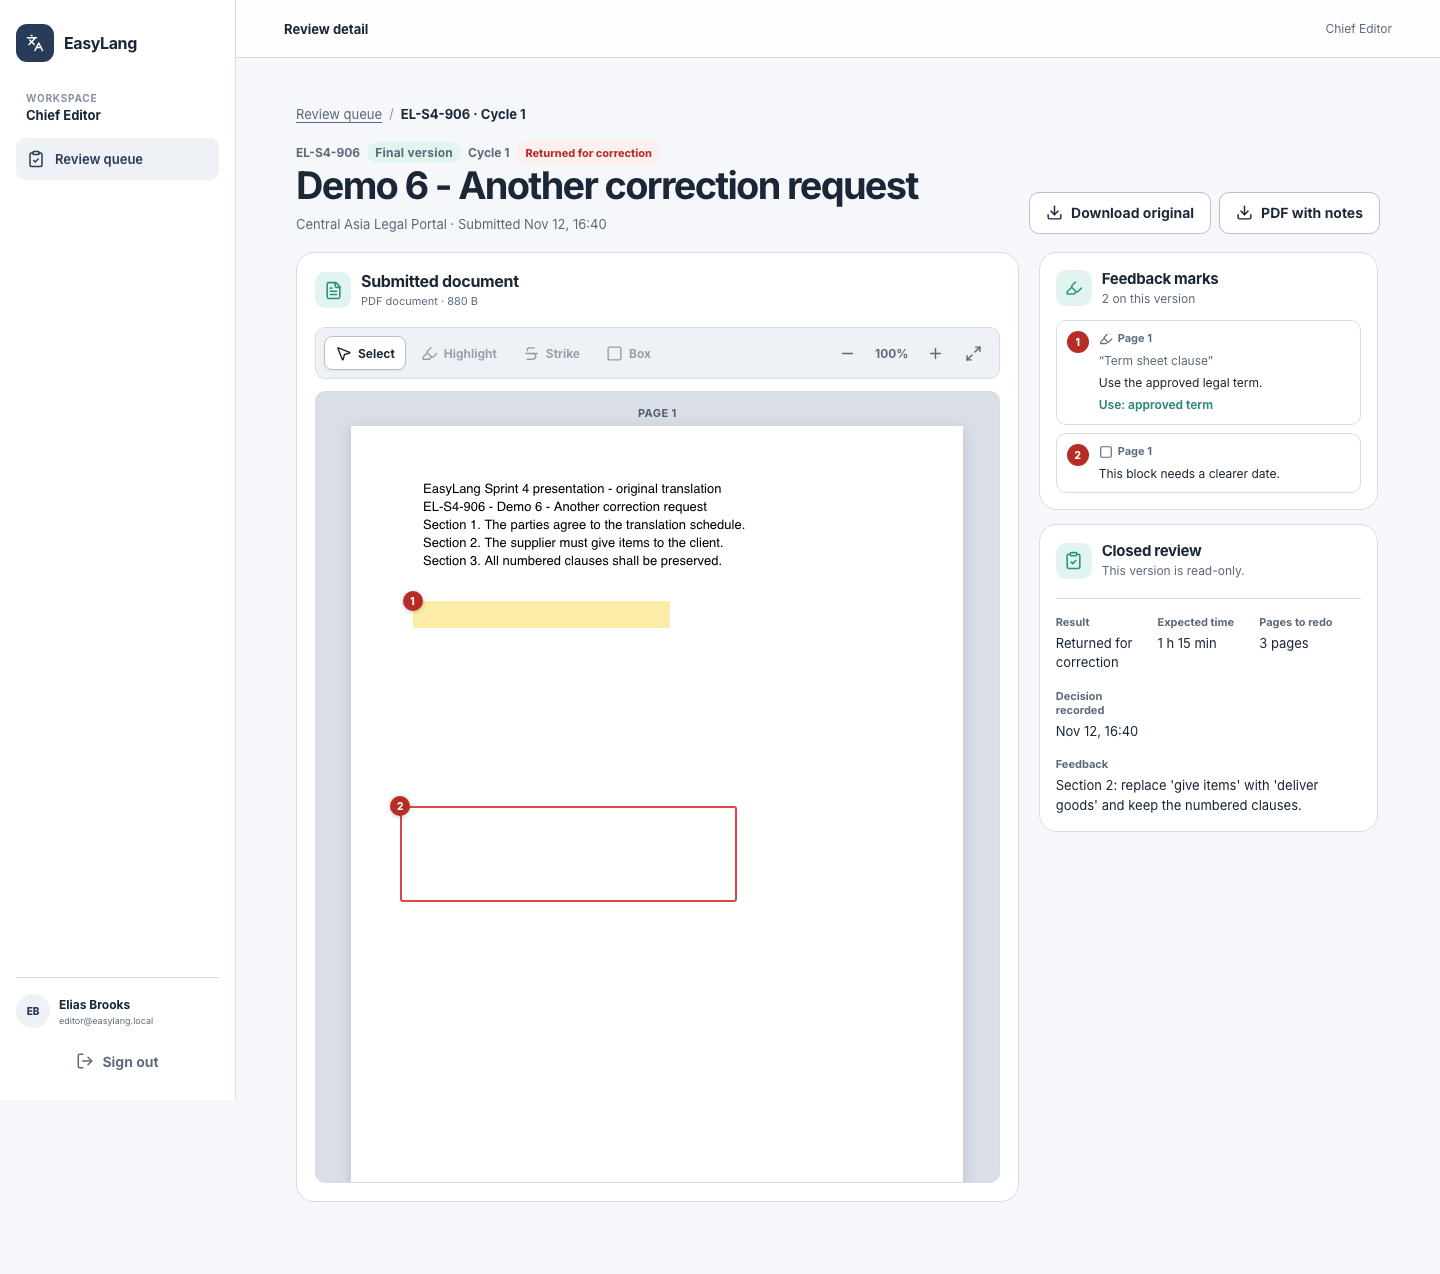 EasyLang
WORKSPACE
Chief Editor
Review queue
Elias Brooks
EB
editor@easylang.local
Sign out
Review detail
Chief Editor
Review queue / EL-S4-906 · Cycle 1
EL-S4-906 Final version Cycle 1 Returned for correction
Demo 6 - Another correction request
Central Asia Legal Portal · Submitted Nov 12, 16:40
Download original
PDF with notes
Submitted document
PDF document · 880 B
Select Highlight Strike Box 100%
PAGE 1
EasyLang Sprint 4 presentation - original translation
EL-S4-906 - Demo 6 - Another correction request
Section 1. The parties agree to the translation schedule.
Section 2. The supplier must give items to the client.
Section 3. All numbered clauses shall be preserved.
1
2
Feedback marks
2 on this version
1 Page 1
“Term sheet clause”
Use the approved legal term.
Use: approved term
2 Page 1
This block needs a clearer date.
Closed review
This version is read-only.
Result
Returned for
correction
Expected time
1 h 15 min
Pages to redo
3 pages
Decision
recorded
Nov 12, 16:40
Feedback
Section 2: replace 'give items' with 'deliver
goods' and keep the numbered clauses.